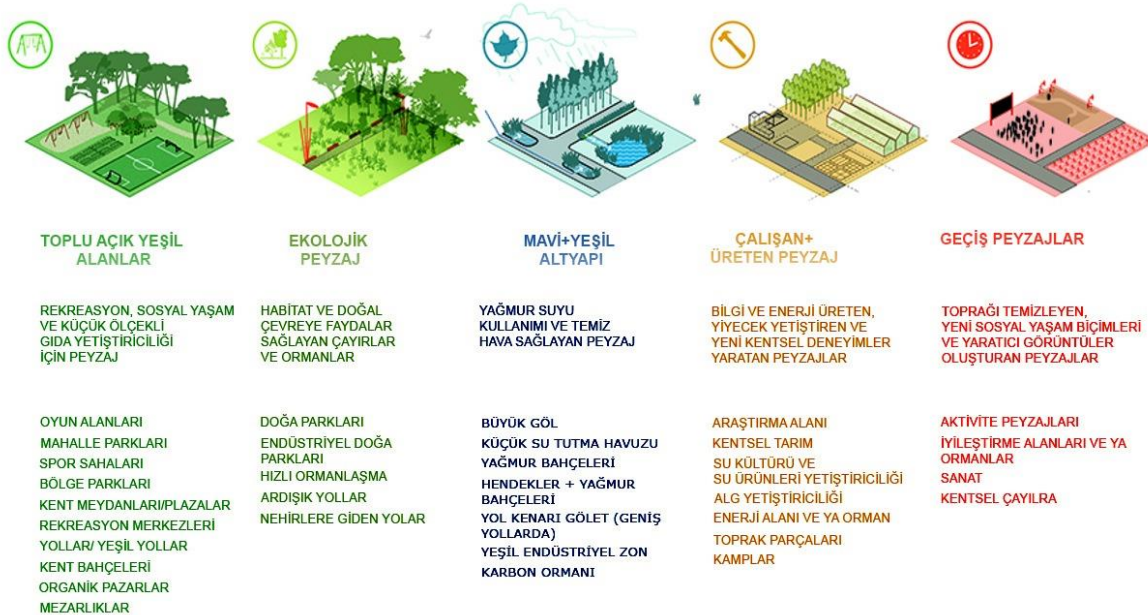 TOPLU AÇIK YEŞİL
ALANLAR
REKREASYON, SOSYAL YAŞAM
VE KÜÇÜK ÖLÇEKLİ
GIDA YETİŞTİRİCİLİĞİ
İÇİN PEYZAJ
OYUN ALANLARI
MAHALLE PARKLARI
SPOR SAHALARI
BÖLGE PARKLARI
KENT MEYDANLARI/PLAZALAR
REKREASYON MERKEZLERİ
YOLLAR/ YEŞİL YOLLAR
KENT BAHÇELERİ
ORGANİK PAZARLAR
MEZARLIKLAR
EKOLOJİK
PEYZAJ
HABİTAT VE DOĞAL
ÇEVREYE FAYDALAR
SAĞLAYAN ÇAYIRLAR
VE ORMANLAR
DOĞA PARKLARI
ENDÜSTRİYEL DOĞA
PARKLARI
HIZLI ORMANLAŞMA
ARDIŞIK YOLLAR
NEHİRLERE GİDEN YOLAR
MAVİ+YEŞİL
ALTYAPI
YAĞMUR SUYU
KULLANIMI VE TEMİZ
HAVA SAĞLAYAN PEYZAJ
BÜYÜK GÖL
KÜÇÜK SU TUTMA HAVUZU
YAĞMUR BAHÇELERİ
HENDEKLER + YAĞMUR
BAHÇELERİ
YOL KENARI GÖLET (GENİŞ
YOLLARDA)
YEŞİL ENDÜSTRİYEL ZON
KARBON ORMANI
ÇALIŞAN+
ÜRETEN PEYZAJ
BİLGİ VE ENERJİ ÜRETEN,
YİYECEK YETİŞTİREN VE
YENİ KENTSEL DENEYİMLER
YARATAN PEYZAJLAR
ARAŞTIRMA ALANI
KENTSEL TARIM
SU KÜLTÜRÜ VE
SU ÜRÜNLERİ YETİŞTİRİCİLİĞİ
ALG YETİŞTİRİCİLİĞİ
ENERJİ ALANI VE YA ORMAN
TOPRAK PARÇALARI
KAMPLAR
GEÇİŞ PEYZAJLAR
TOPRAĞI TEMİZLEYEN,
YENİ SOSYAL YAŞAM BİÇİMLERİ
VE YARATICI GÖRÜNTÜLER
OLUŞTURAN PEYZAJLAR
AKTİVİTE PEYZAJLARI
İYİLEŞTİRME ALANLARI VE YA
ORMANLAR
SANAT
KENTSEL ÇAYILRA